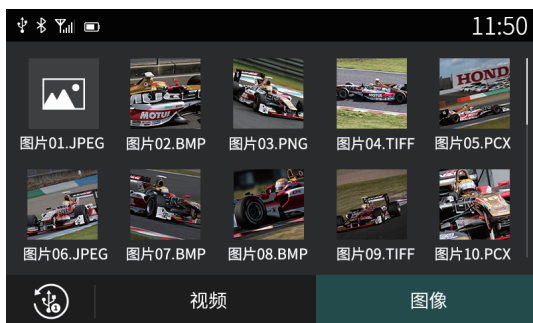 11:50
HOND
MOTUL
图片01.JPEG 图片02.BMP 图片03.PNG 图片04.TIFF 图片05.PCX
图片06.JPEG 图片07.BMP 图片08.BMP 图片09.TIFF 图片10.PCX
视频 图像